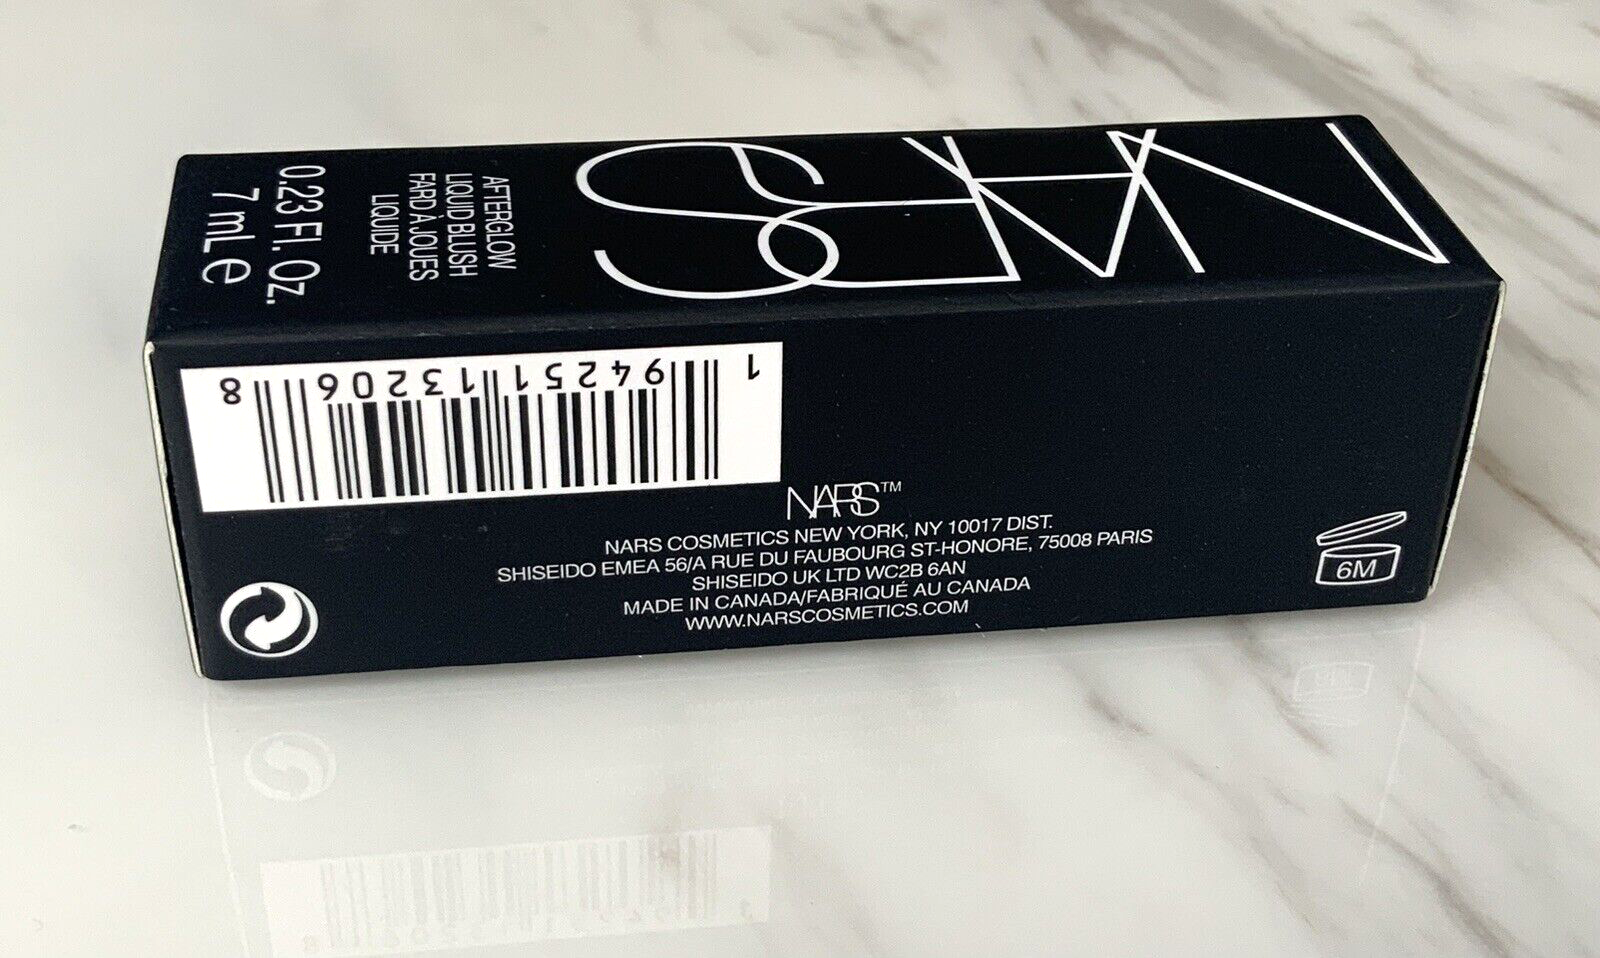 NARS
AFTERGLOW
LIQUID BLUSH
FARD À JOUES
LIQUIDE
0.23 Fl. Oz.
7 mL e
1 94251 13206 8
NARS™
NARS COSMETICS NEW YORK, NY 10017 DIST.
SHISEIDO EMEA 56/A RUE DU FAUBOURG ST-HONORE, 75008 PARIS
SHISEIDO UK LTD WC2B 6AN
MADE IN CANADA/FABRIQUÉ AU CANADA
WWW.NARSCOSMETICS.COM
6M